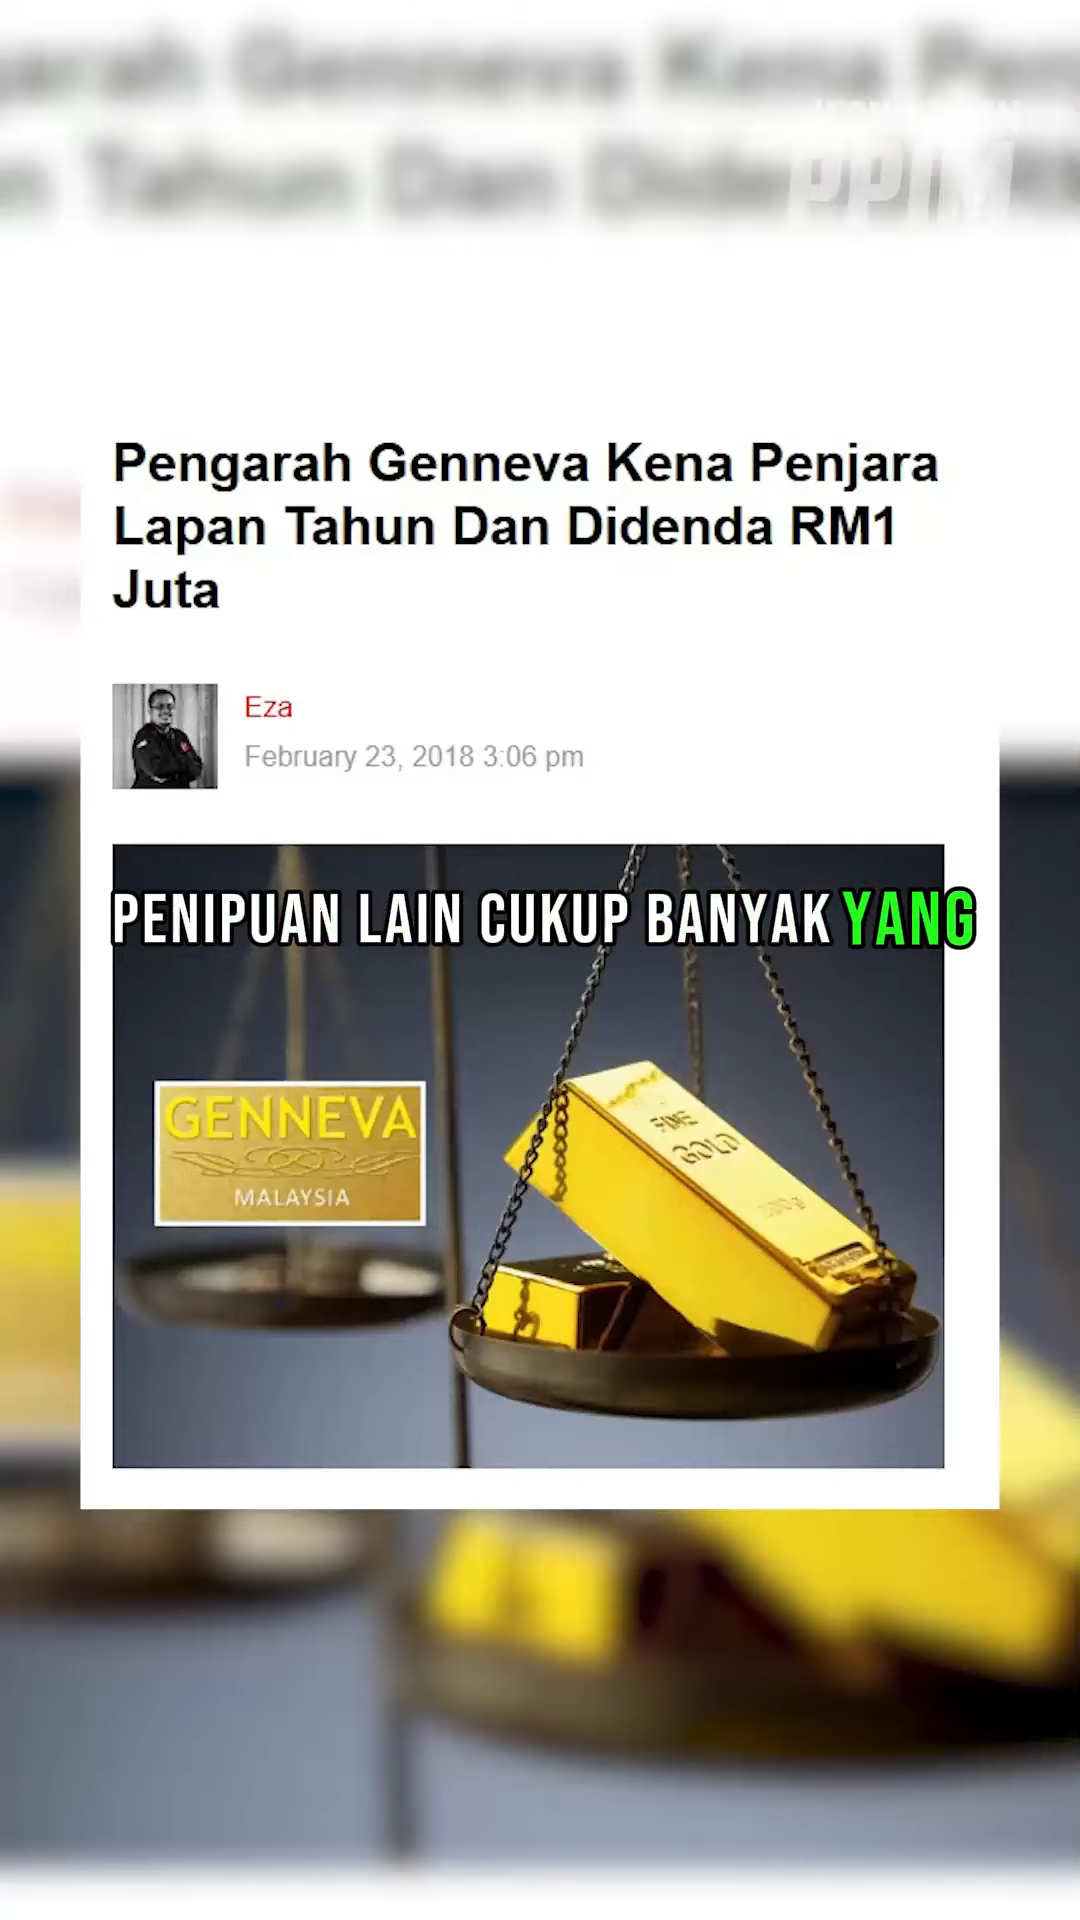 PPIM
Pengarah Genneva Kena Penjara
Lapan Tahun Dan Didenda RM1
Juta
Eza
February 23, 2018 3:06 pm
PENIPUAN LAIN CUKUP BANYAK YANG
GENNEVA
MALAYSIA
FINE
GOLD